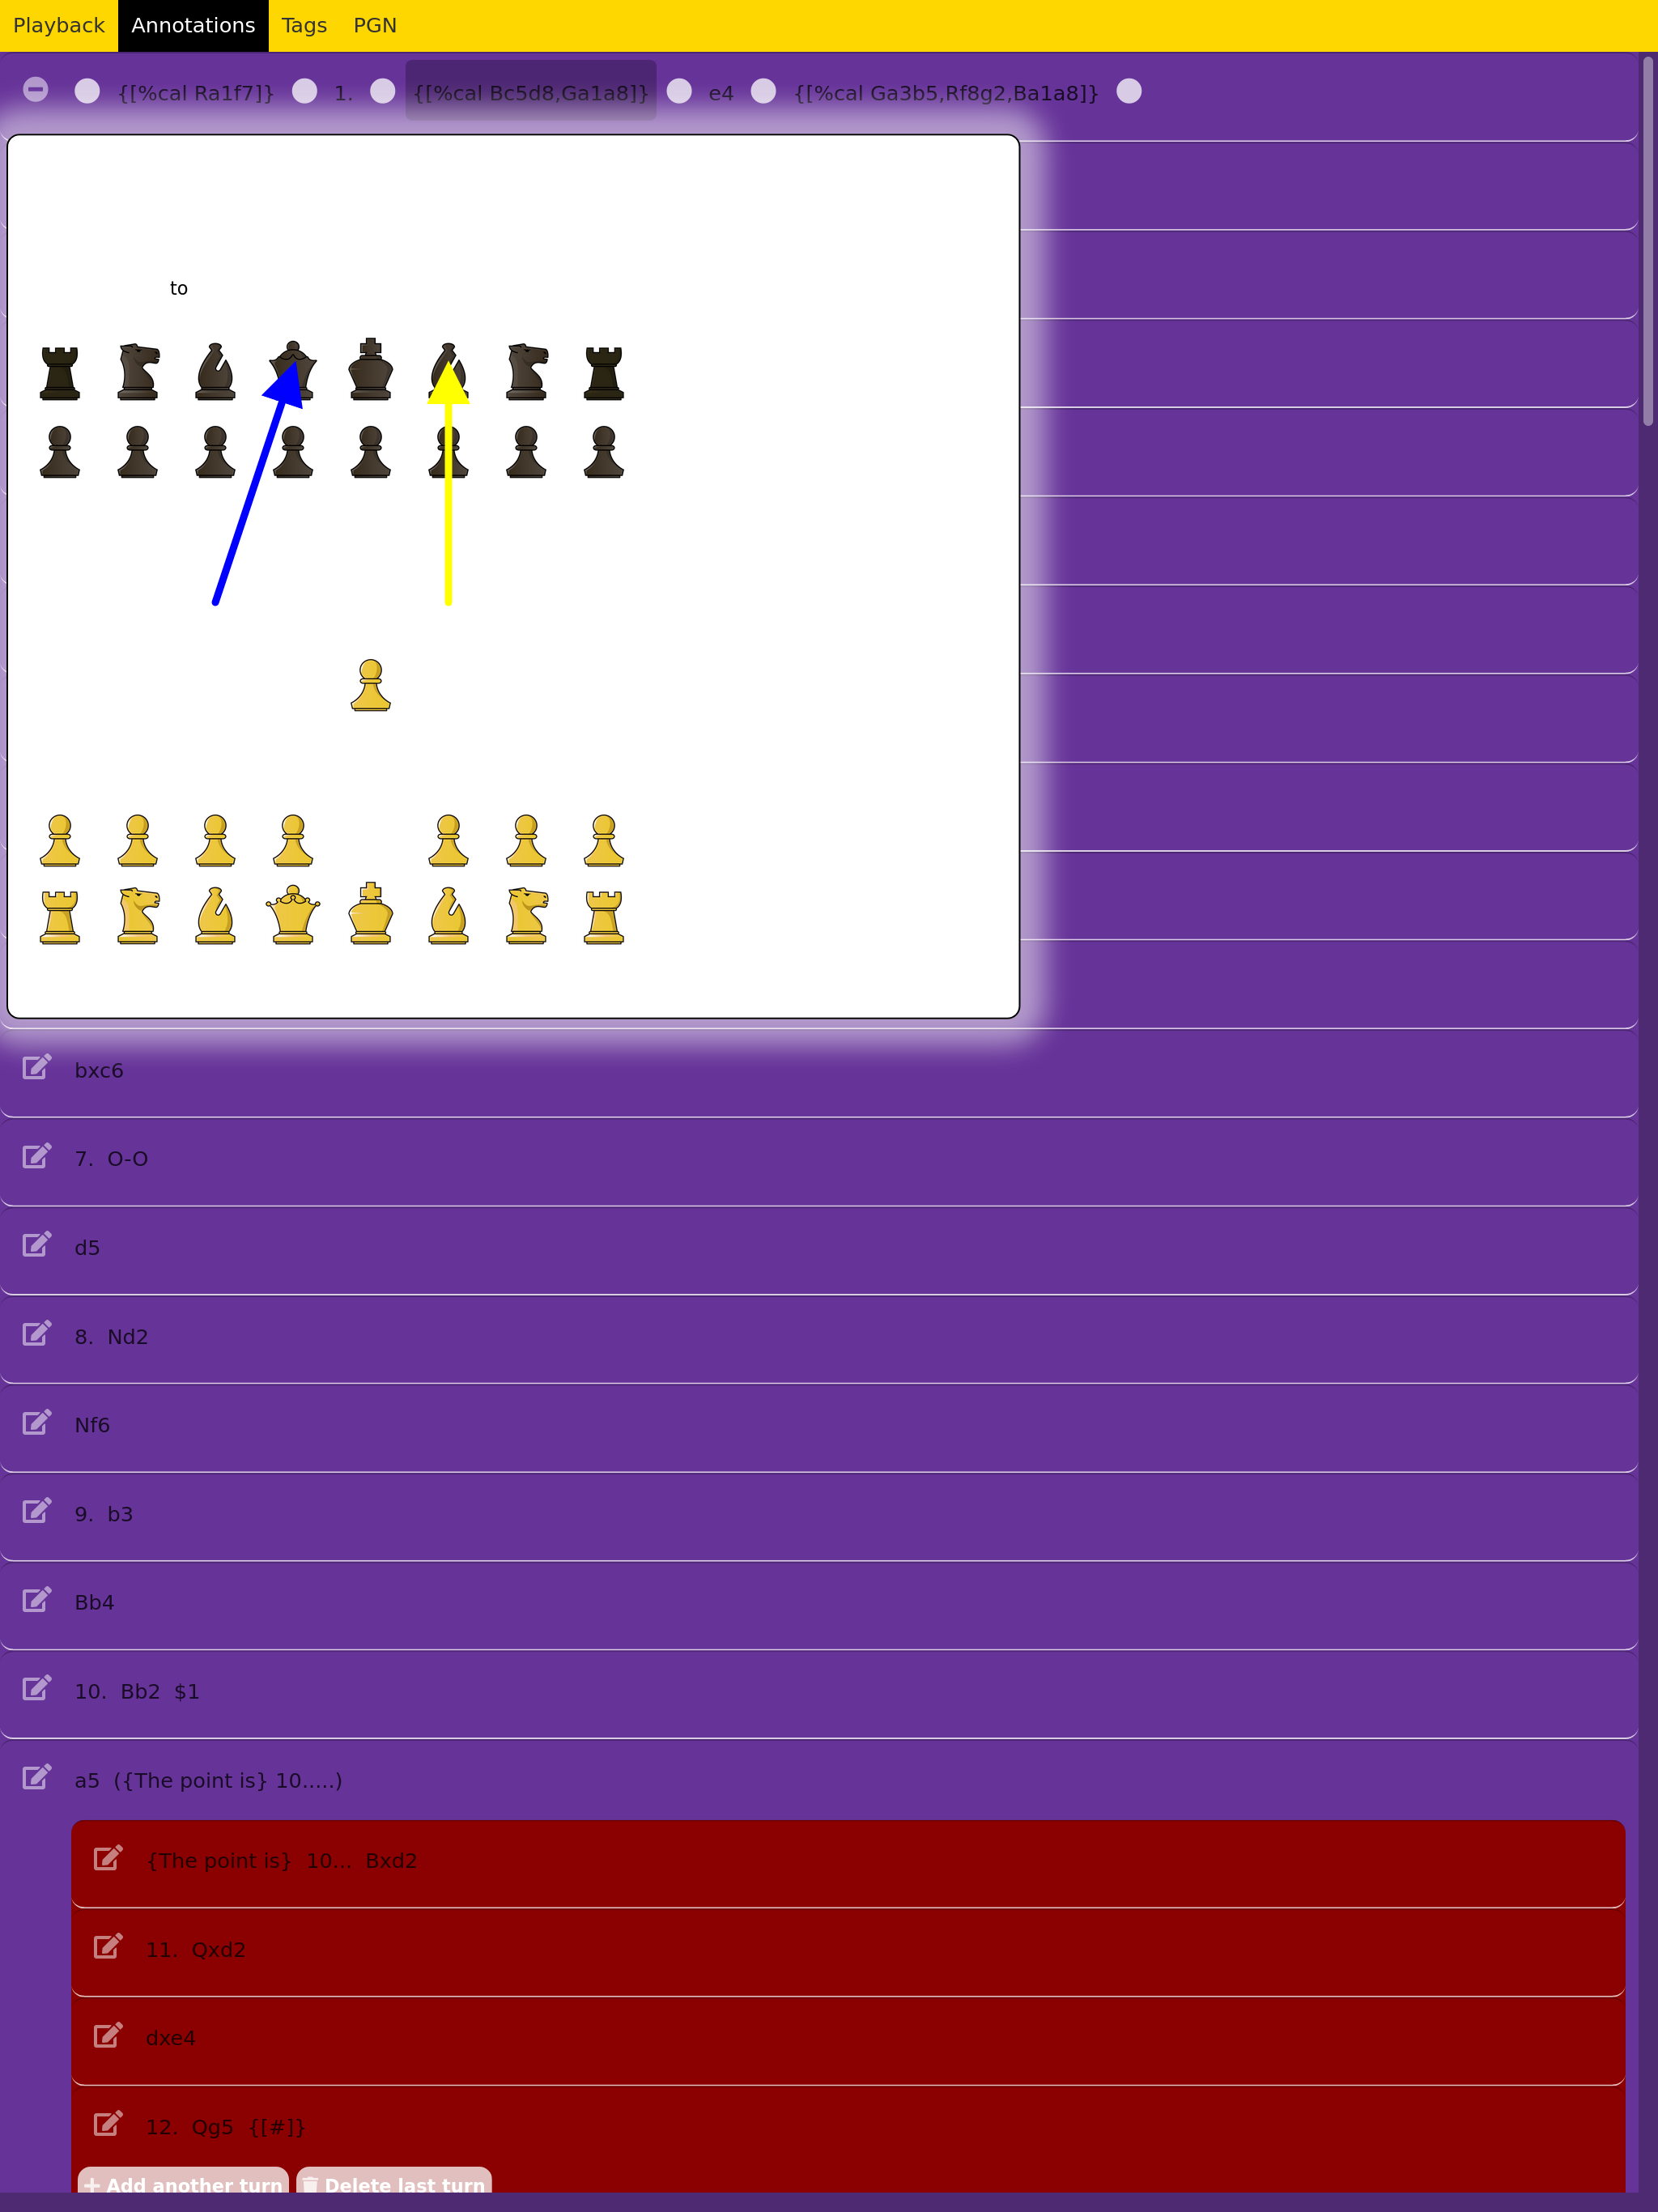 Playback Annotations Tags PGN
{[%cal Ra1f7]} 1. {[%cal Bc5d8,Ga1a8]} e4 {[%cal Ga3b5,Rf8g2,Ba1a8]}
to
bxc6
7. O-O
d5
8. Nd2
Nf6
9. b3
Bb4
10. Bb2 $1
a5 ({The point is} 10.....)
{The point is} 10... Bxd2
11. Qxd2
dxe4
12. Qg5 {[#]}
Add another turn Delete last turn